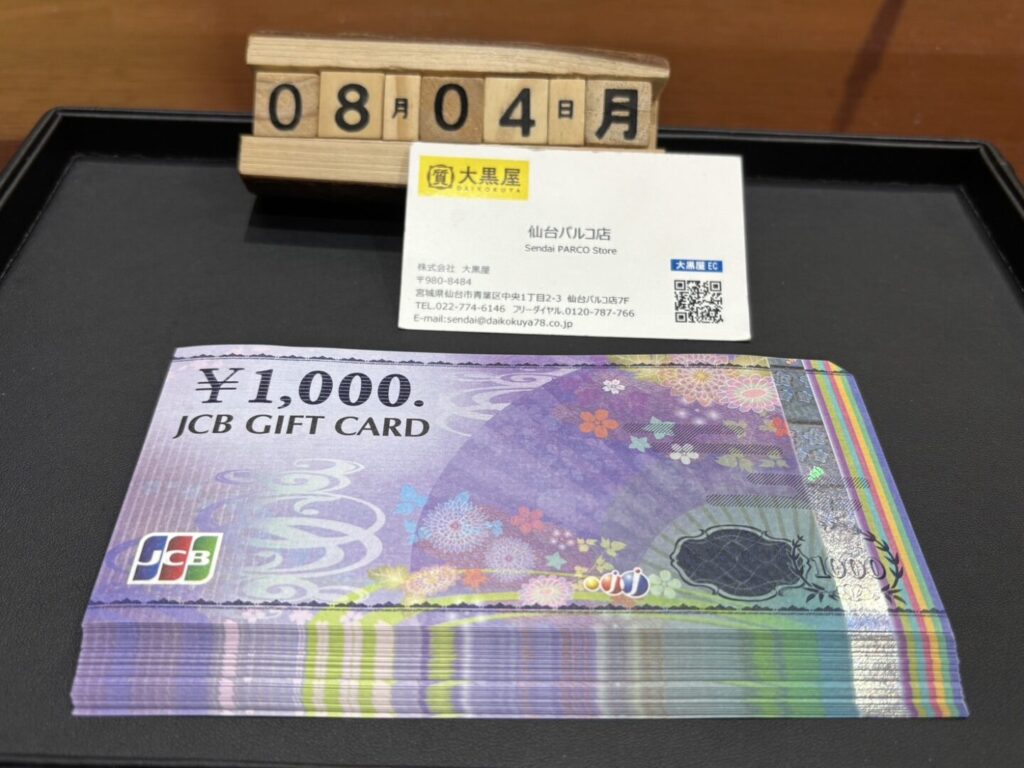 08月04日月
質 大黒屋
DAIKOKUYA
仙台パルコ店
Sendai PARCO Store
大黒屋 EC
株式会社 大黒屋
〒980-8484
宮城県仙台市青葉区中央1丁目2-3 仙台パルコ店7F
TEL.022-774-6146 フリーダイヤル.0120-787-766
E-mail:sendai@daikokuya78.co.jp
¥1,000.
JCB GIFT CARD
JCB
1000